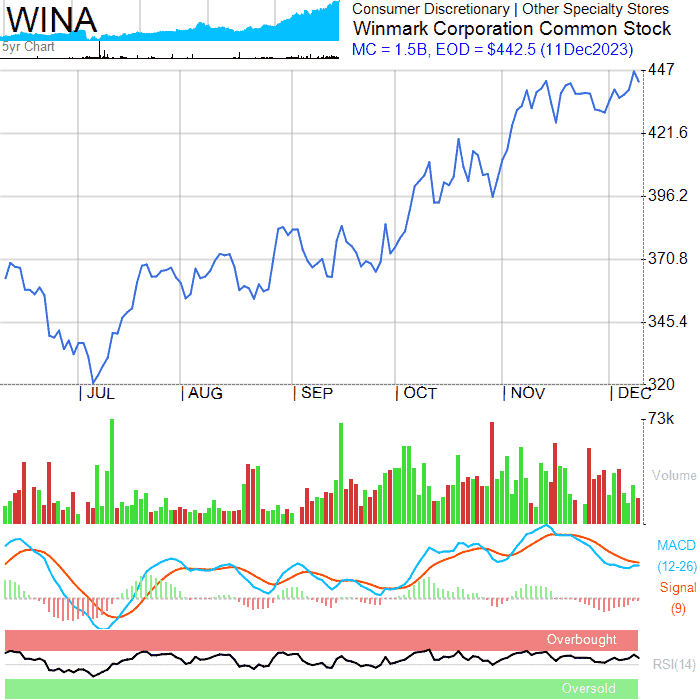 WINA
5yr Chart
Consumer Discretionary | Other Specialty Stores
Winmark Corporation Common Stock
MC = 1.5B, EOD = $442.5 (11Dec2023)
447
421.6
396.2
370.8
345.4
320
| JUL | AUG | SEP | OCT | NOV | DEC
73k
Volume
MACD
(12-26)
Signal
(9)
Overbought
RSI(14)
Oversold